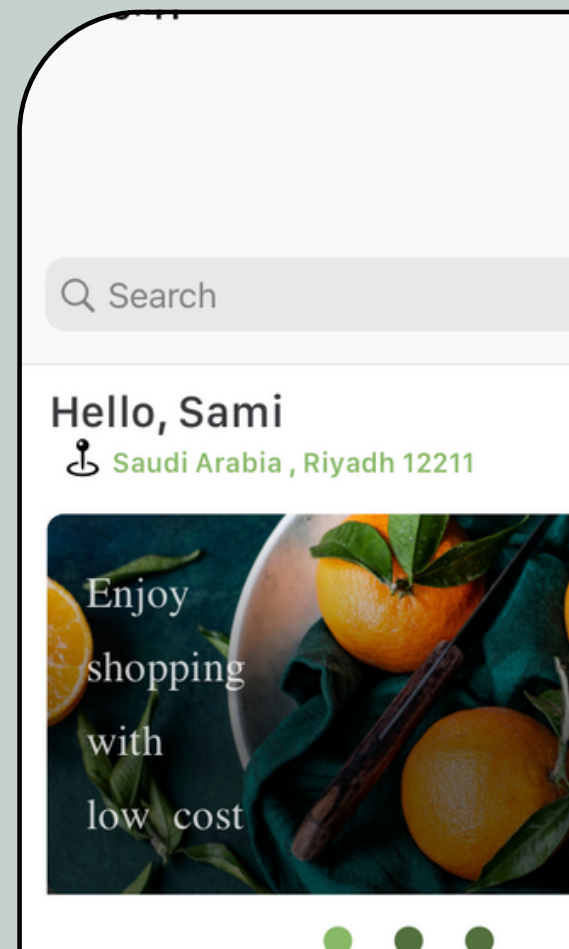 Search
Hello, Sami
Saudi Arabia , Riyadh 12211
Enjoy
shopping
with
low cost